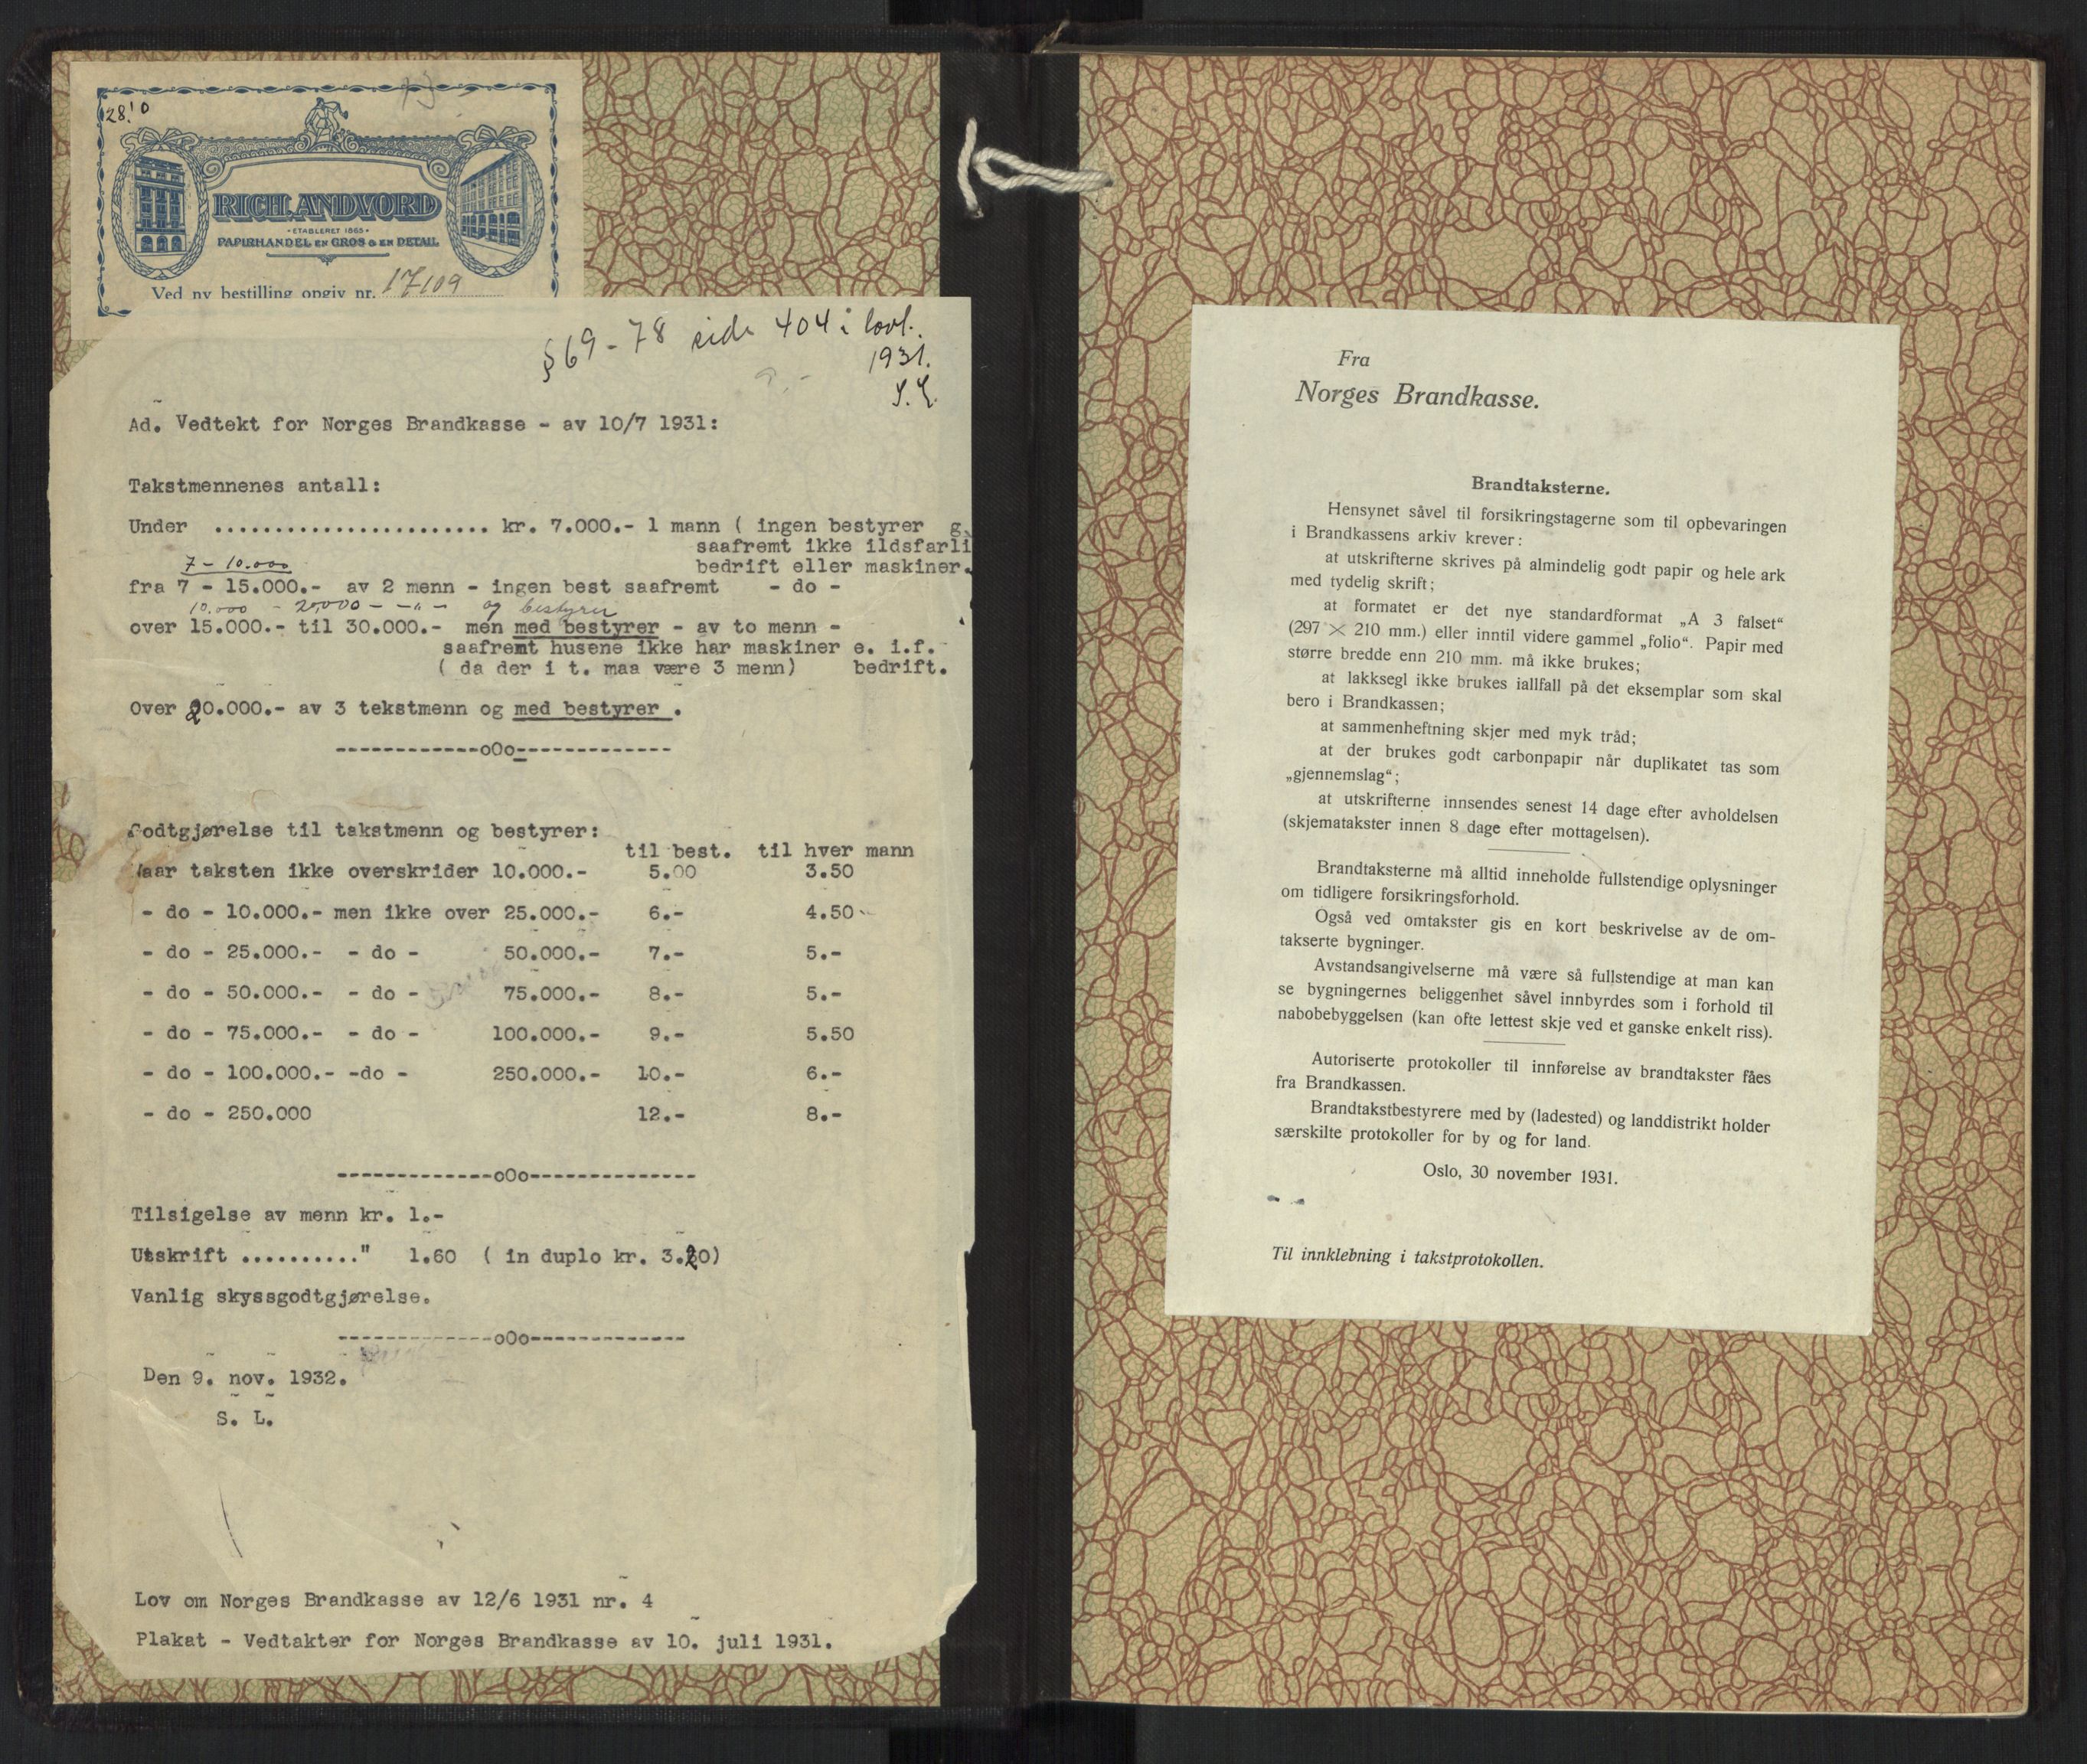 28!0
RICH. ANDVORD
· ETABLERET 1865 ·
PAPIRHANDEL EN GROS & EN DETAIL
Ved ny bestilling opgiv nr. 17109
§69-78 side 404 i lovt.
1931.
S.L.
Ad. Vedtekt for Norges Brandkasse - av 10/7 1931:
Takstmennenes antall:
Under ....................... kr. 7.000.- 1 mann ( ingen bestyrer g.
saafremt ikke ildsfarli
7 - 10.000 bedrift eller maskiner.
fra 7 - 15.000.- av 2 menn - ingen best saafremt - do -
10.000 - 20,000 - -"- og bestyrer
over 15.000.- til 30.000.- men med bestyrer - av to menn -
saafremt husene ikke har maskiner e. i.f.
( da der i t. maa være 3 menn) bedrift.
Over 20.000.- av 3 tekstmenn og med bestyrer .
------------oOo-------------
Godtgjørelse til takstmenn og bestyrer:
til best. til hver mann
Naar taksten ikke overskrider 10.000.- 5.00 3.50
- do - 10.000.- men ikke over 25.000.- 6.- 4.50
- do - 25.000.- - do - 50.000.- 7.- 5.-
- do - 50.000.- - do - 75.000.- 8.- 5.-
- do - 75.000.- - do - 100.000.- 9.- 5.50
- do - 100.000.- -do - 250.000.- 10.- 6.-
- do - 250.000 12.- 8.-
-------------oOo--------------
Tilsigelse av menn kr. 1.-
Utskrift .........." 1.60 ( in duplo kr. 3.20)
Vanlig skyssgodtgjørelse.
-------------oOo-------------
Den 9. nov. 1932.
S. L.
Lov om Norges Brandkasse av 12/6 1931 nr. 4
Plakat - Vedtakter for Norges Brandkasse av 10. juli 1931.
Fra
Norges Brandkasse.
Brandtaksterne.
Hensynet såvel til forsikringstagerne som til opbevaringen
i Brandkassens arkiv krever:
at utskrifterne skrives på almindelig godt papir og hele ark
med tydelig skrift;
at formatet er det nye standardformat „A 3 falset“
(297 × 210 mm.) eller inntil videre gammel „folio“. Papir med
større bredde enn 210 mm. må ikke brukes;
at lakksegl ikke brukes iallfall på det eksemplar som skal
bero i Brandkassen;
at sammenheftning skjer med myk tråd;
at der brukes godt carbonpapir når duplikatet tas som
„gjennemslag“;
at utskrifterne innsendes senest 14 dage efter avholdelsen
(skjematakster innen 8 dage efter mottagelsen).
Brandtaksterne må alltid inneholde fullstendige oplysninger
om tidligere forsikringsforhold.
Også ved omtakster gis en kort beskrivelse av de om-
takserte bygninger.
Avstandsangivelserne må være så fullstendige at man kan
se bygningernes beliggenhet såvel innbyrdes som i forhold til
nabobebyggelsen (kan ofte lettest skje ved et ganske enkelt riss).
Autoriserte protokoller til innførelse av brandtakster fåes
fra Brandkassen.
Brandtakstbestyrere med by (ladested) og landdistrikt holder
særskilte protokoller for by og for land.
Oslo, 30 november 1931.
Til innklebning i takstprotokollen.